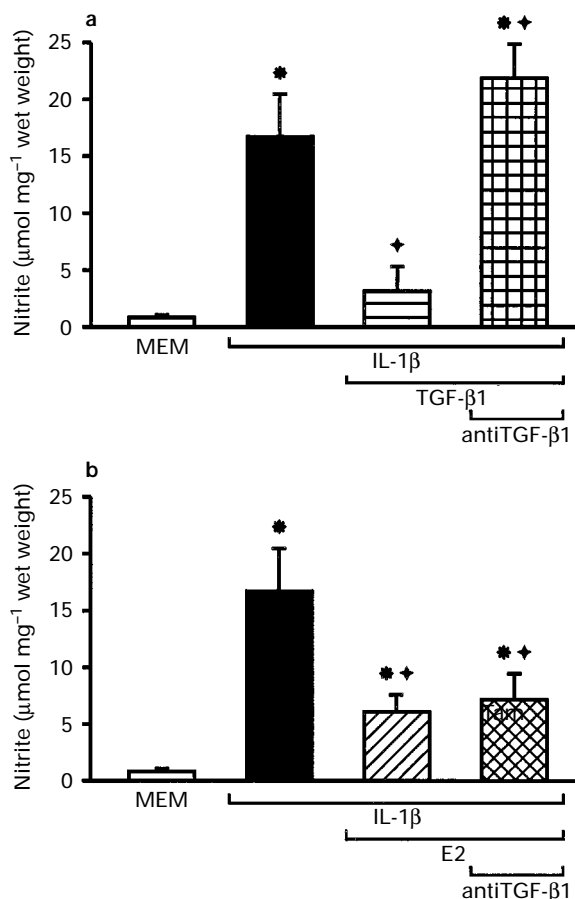 a
Nitrite (μmol mg⁻¹ wet weight)
25
20
15
10
5
0
MEM
IL-1β
TGF-β1
antiTGF-β1
b
Nitrite (μmol mg⁻¹ wet weight)
25
20
15
10
5
0
Tam
MEM
IL-1β
E2
antiTGF-β1